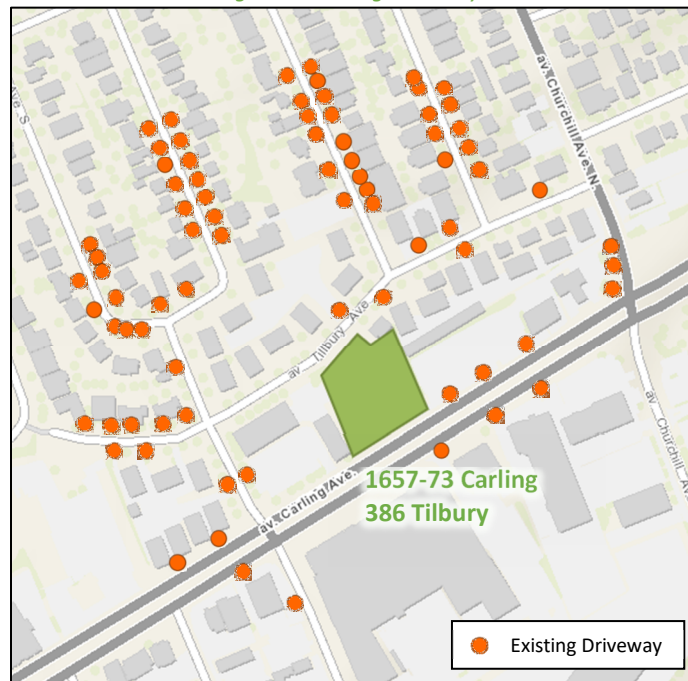 Ave. S
av. Churchill Ave. N.
av. Tilbury Ave
av. Churchill Av
av. Carling Ave.
1657-73 Carling
386 Tilbury
Existing Driveway